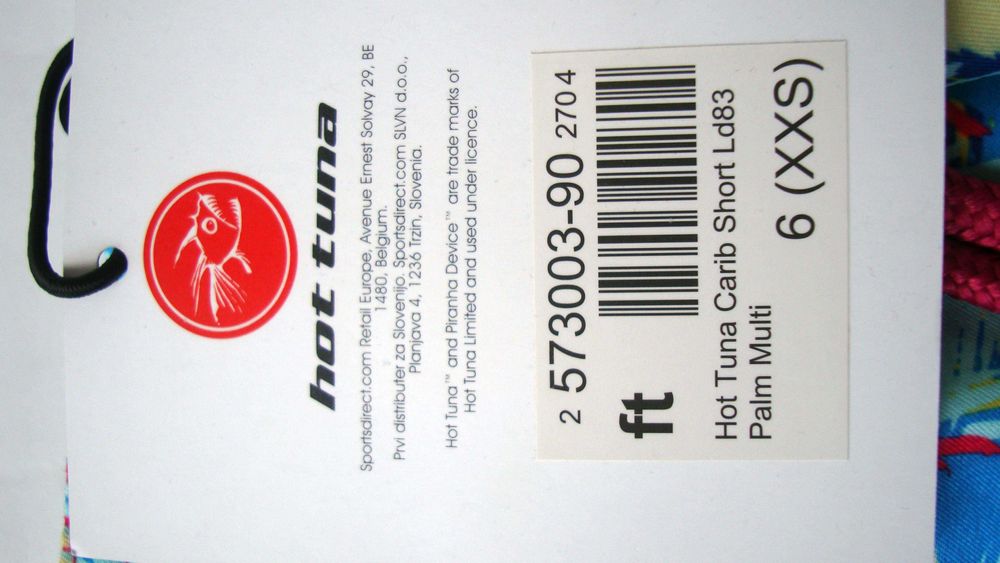 hot tuna
Sportsdirect.com Retail Europe, Avenue Ernest Solvay 29, BE
1480, Belgium.
Prvi distributer za Slovenijo, Sportsdirect.com SLVN d.o.o.,
Planjava 4, 1236 Trzin, Slovenia.
Hot Tuna™ and Piranha Device™ are trade marks of
Hot Tuna Limited and used under licence.
2 573003-90 2704
ft
Hot Tuna Carib Short Ld83
Palm Multi
6 (XXS)